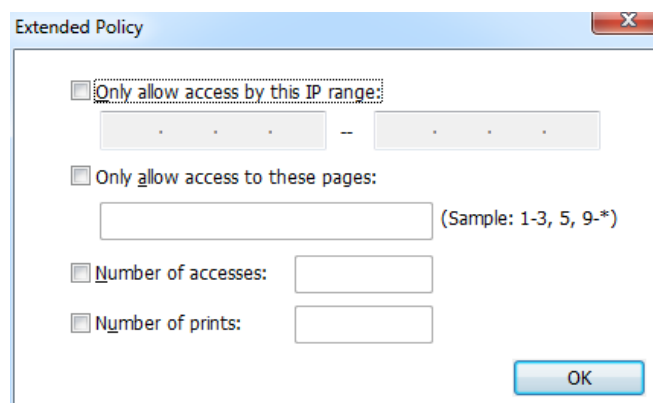 Extended Policy
Only allow access by this IP range:
. . . -- . . .
Only allow access to these pages:
(Sample: 1-3, 5, 9-*)
Number of accesses:
Number of prints:
OK